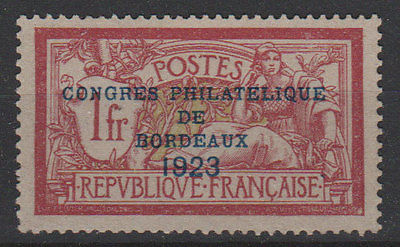 POSTES
CONGRES PHILATELIQUE
DE
1fr
BORDEAUX
1923
REPVBLIQVE·FRANÇAISE·